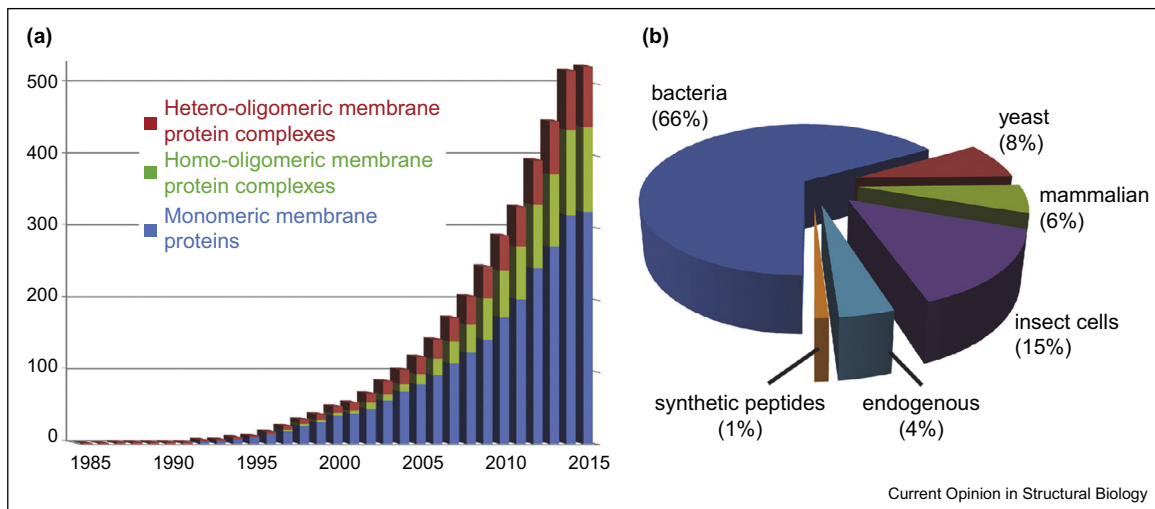 (a)
500
400
300
200
100
0
Hetero-oligomeric membrane
protein complexes
Homo-oligomeric membrane
protein complexes
Monomeric membrane
proteins
1985 1990 1995 2000 2005 2010 2015
(b)
bacteria
(66%)
yeast
(8%)
mammalian
(6%)
insect cells
(15%)
endogenous
(4%)
synthetic peptides
(1%)
Current Opinion in Structural Biology